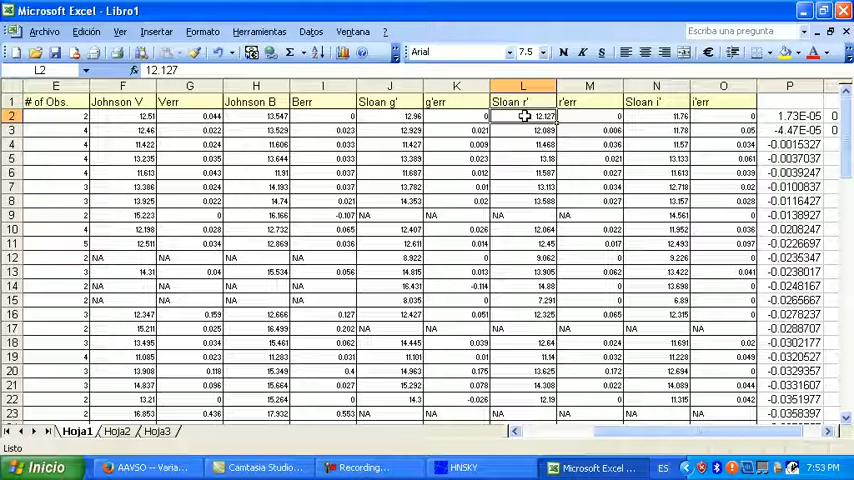 Microsoft Excel - Libro1
Archivo Edición Ver Insertar Formato Herramientas Datos Ventana ? Escriba una pregunta
Arial 7.5 N K S €
L2 12.127
E F G H I J K L M N O P
1 # of Obs. Johnson V Verr Johnson B Berr Sloan g' g'err Sloan r' r'err Sloan i' i'err
2 2 12.51 0.044 13.547 0 12.96 0 12.127 0 11.76 0 1.73E-05 0
3 4 12.46 0.022 13.529 0.023 12.929 0.021 12.089 0.006 11.78 0.05 -4.47E-05 0
4 4 11.422 0.024 11.606 0.033 11.427 0.009 11.468 0.036 11.57 0.034 -0.0015327
5 4 13.235 0.045 13.644 0.033 13.389 0.038 13.18 0.021 13.133 0.061 -0.0037037
6 4 11.613 0.043 11.91 0.037 11.687 0.012 11.587 0.026 11.613 0.039 -0.0039247
7 3 13.386 0.024 14.193 0.037 13.782 0.01 13.113 0.034 12.718 0.02 -0.0100837
8 3 13.925 0.022 14.74 0.021 14.353 0.02 13.588 0.027 13.157 0.028 -0.0108416
9 2 15.223 0 16.166 -0.107 NA NA NA NA 14.561 0 -0.0138927
10 4 12.198 0.028 12.732 0.065 12.407 0.026 12.064 0.022 11.952 0.036 -0.0208247
11 5 12.511 0.034 12.869 0.036 12.611 0.014 12.45 0.017 12.493 0.097 -0.0226697
12 2 NA NA NA NA 8.922 0 9.062 0 9.226 0 -0.0235347
13 3 14.31 0.04 15.534 0.056 14.815 0.013 13.905 0.062 13.422 0.041 -0.0238017
14 2 NA NA NA NA 16.431 -0.114 14.88 0 13.698 0 -0.0248167
15 2 NA NA NA NA 8.035 0 7.291 0 6.89 0 -0.0265657
16 3 12.347 0.159 12.666 0.127 12.427 0.051 12.325 0.065 12.315 0 -0.0278237
17 2 15.211 0.025 16.499 0.202 NA NA NA NA NA NA -0.0288707
18 3 13.495 0.034 15.461 0.062 14.445 0.039 12.64 0.024 11.691 0.02 -0.0304357
19 4 11.085 0.024 11.283 0.031 11.101 0.01 11.14 0.032 11.228 0.049 -0.0320527
20 3 13.908 0.118 15.349 0.4 14.963 0.175 13.625 0.172 12.694 0 -0.0329357
21 3 14.837 0.096 15.664 0.027 15.292 0.078 14.308 0.022 14.089 0.044 -0.0331607
22 2 13.21 0 15.264 0 14.3 -0.026 12.19 0 11.315 0.042 -0.0351977
23 2 16.853 0.436 17.932 0.553 NA NA NA NA NA NA -0.0358397
Hoja1 Hoja2 Hoja3
Listo
Inicio AAVSO -- Varia... Camtasia Studio... Recording... HNSKY Microsoft Excel ... ES 7:53 PM